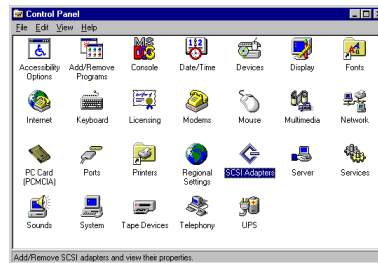 Control Panel
File Edit View Help
Accessibility Options
Add/Remove Programs
Console
Date/Time
Devices
Display
Fonts
Internet
Keyboard
Licensing
Modems
Mouse
Multimedia
Network
PC Card (PCMCIA)
Ports
Printers
Regional Settings
SCSI Adapters
Server
Services
Sounds
System
Tape Devices
Telephony
UPS
Add/Remove SCSI adapters and view their properties.